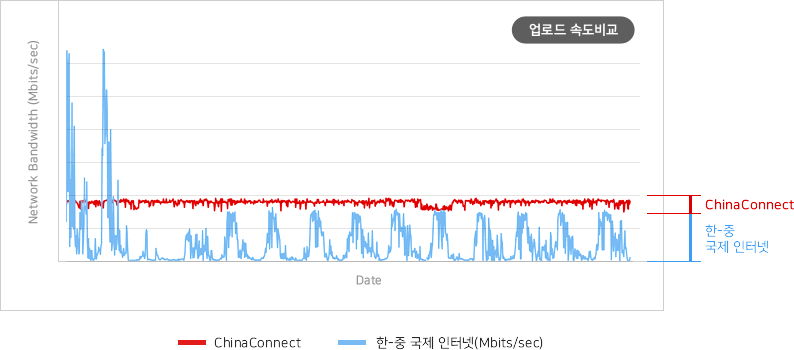 업로드 속도비교
Network Bandwidth (Mbits/sec)
ChinaConnect
한-중
국제 인터넷
Date
ChinaConnect
한-중 국제 인터넷(Mbits/sec)